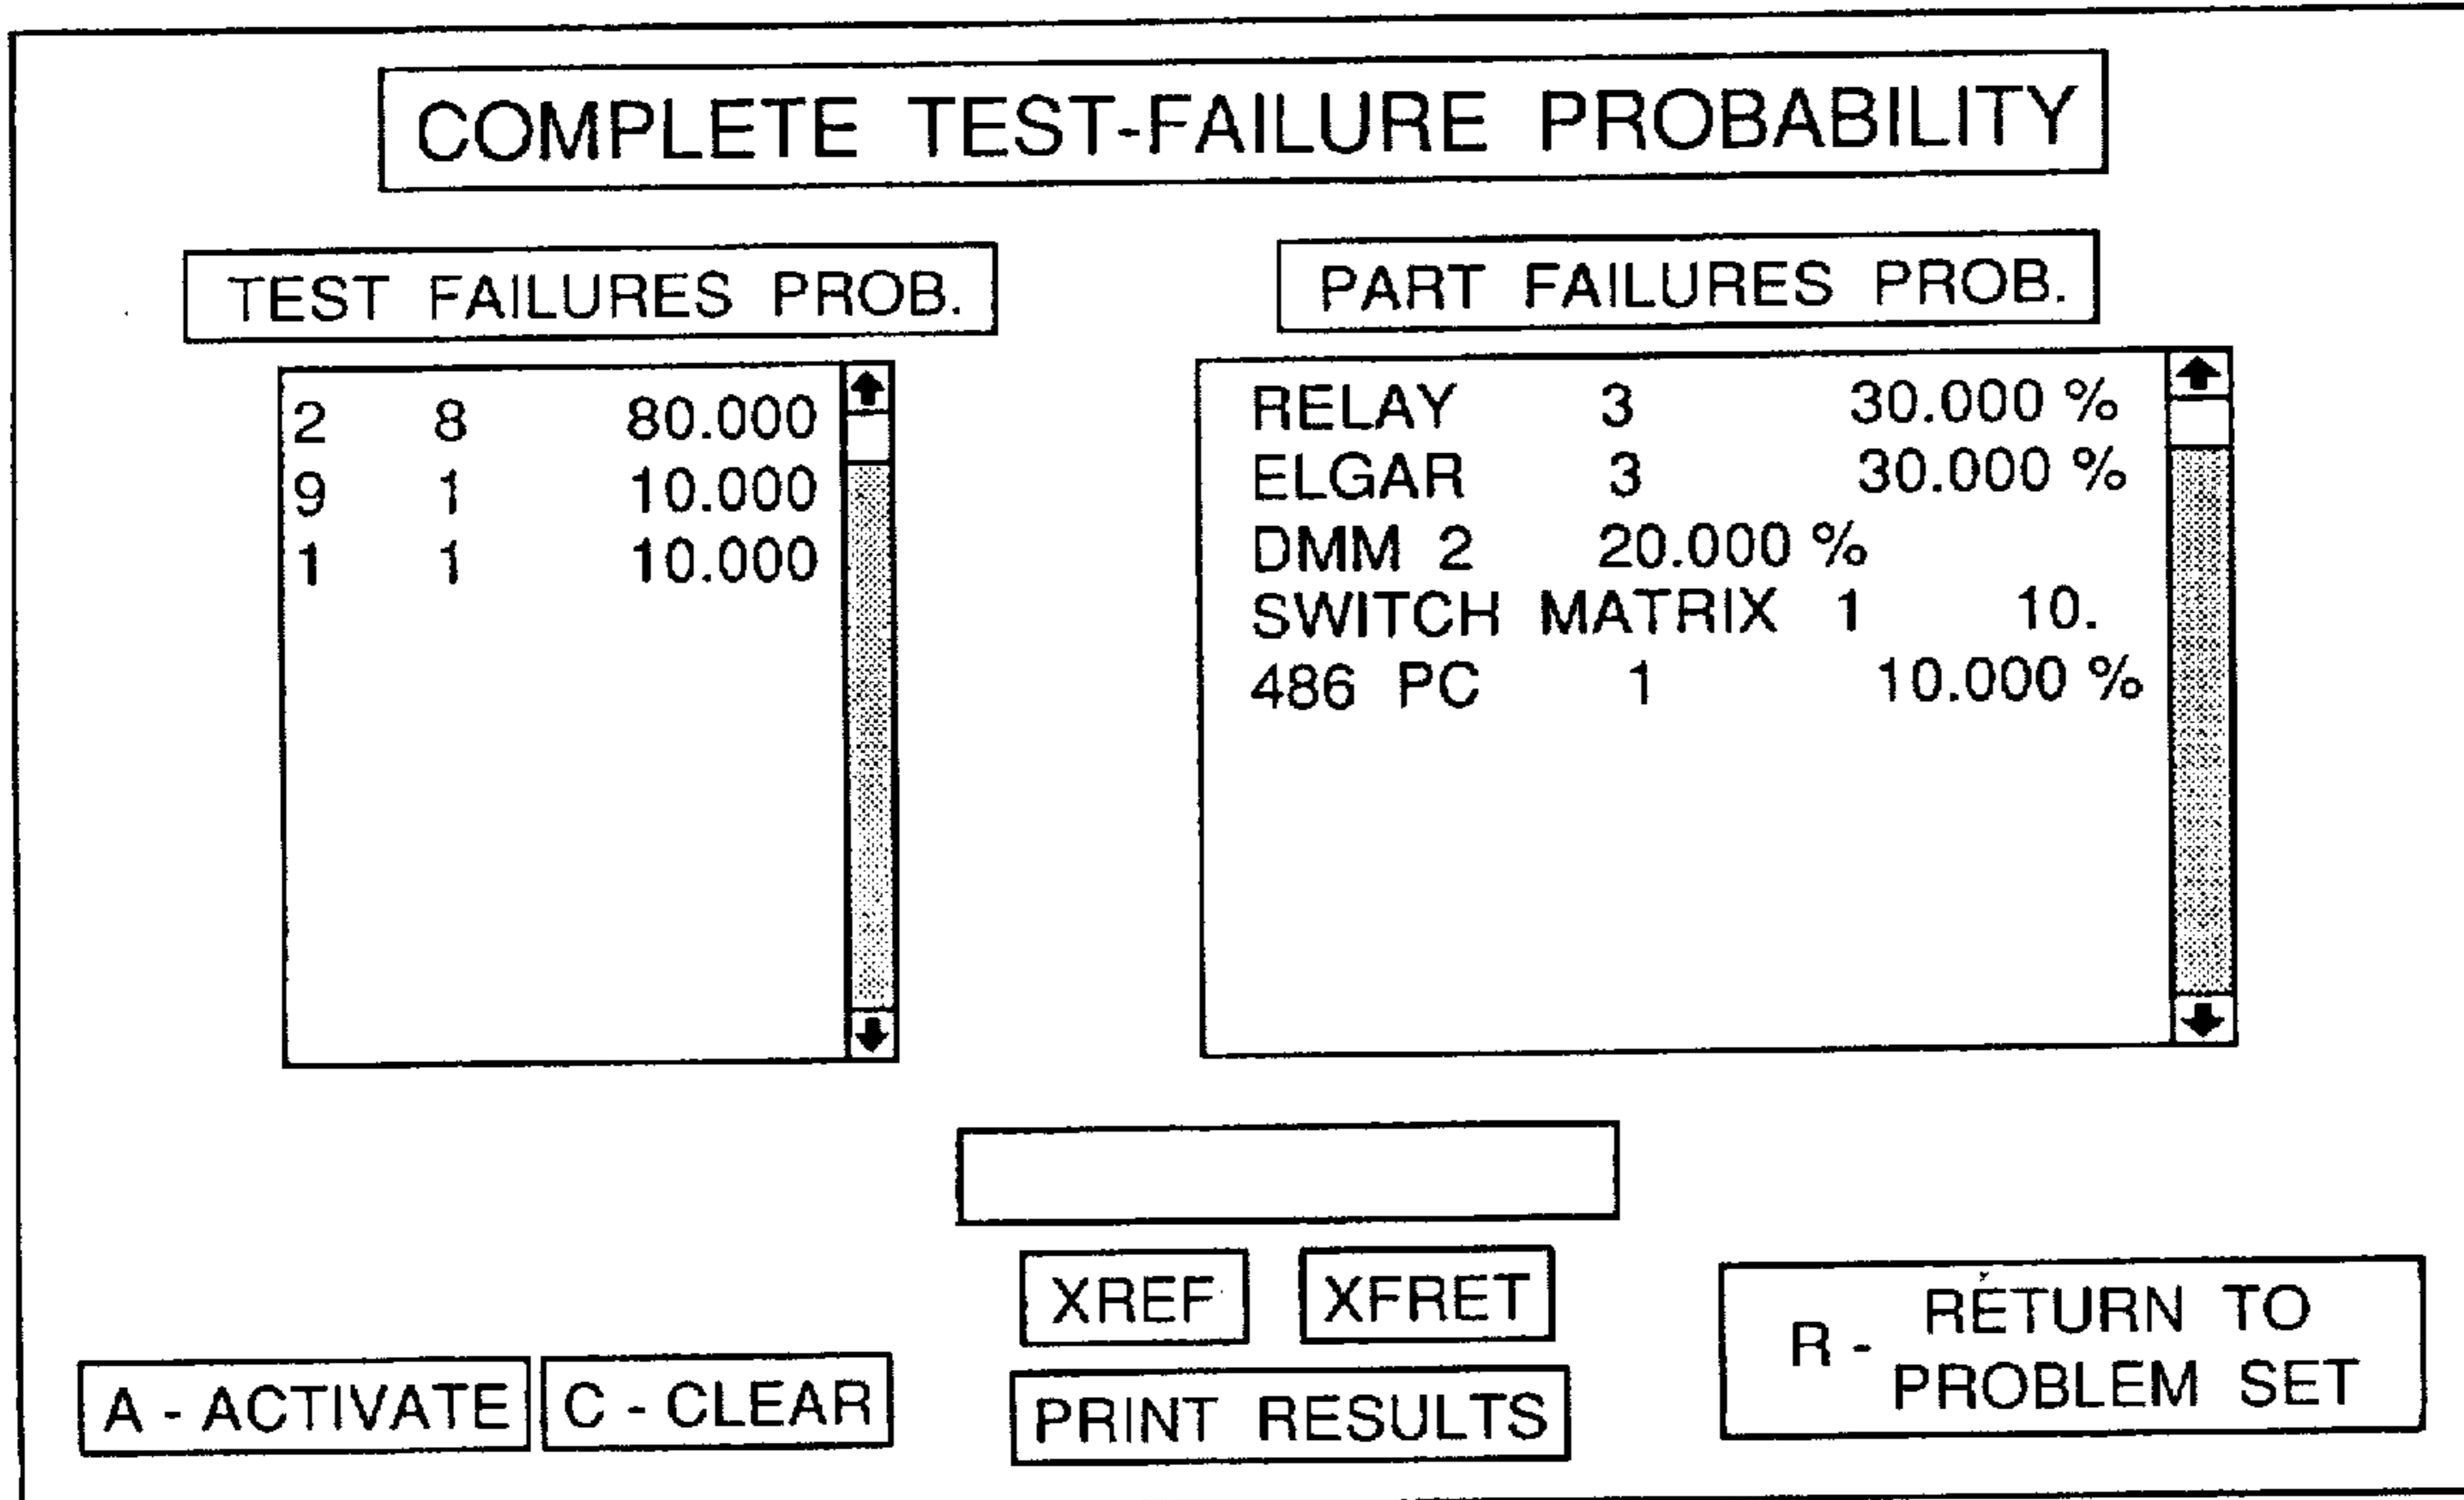 COMPLETE TEST-FAILURE PROBABILITY
TEST FAILURES PROB.
2 8 80.000
9 1 10.000
1 1 10.000
PART FAILURES PROB.
RELAY 3 30.000 %
ELGAR 3 30.000 %
DMM 2 20.000 %
SWITCH MATRIX 1 10.
486 PC 1 10.000 %
XREF XFRET
A - ACTIVATE C - CLEAR
PRINT RESULTS
R - RETURN TO
PROBLEM SET